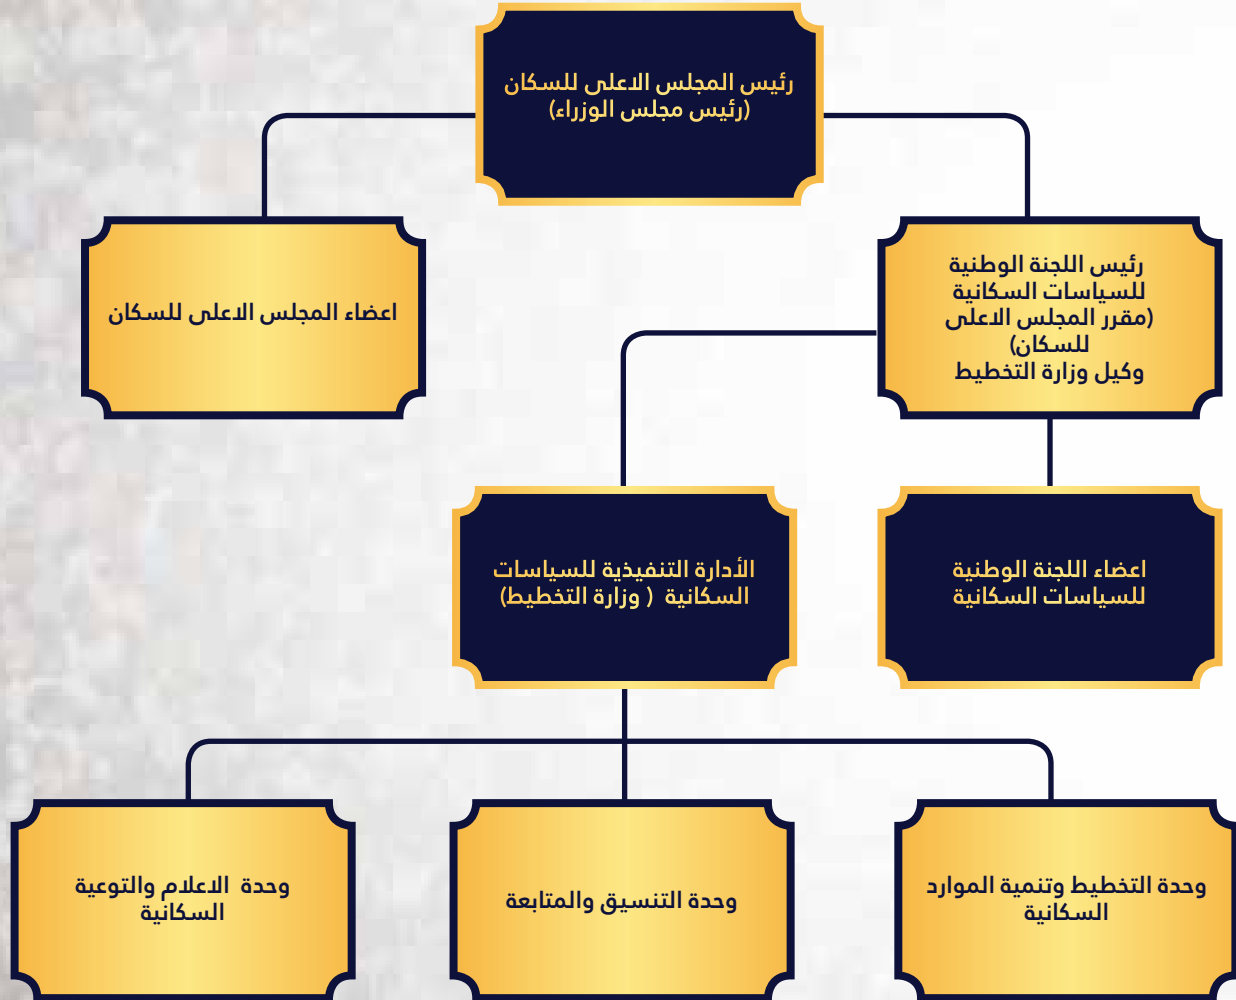 رئيس المجلس الاعلى للسكان
(رئيس مجلس الوزراء)
رئيس اللجنة الوطنية
للسياسات السكانية
(مقرر المجلس الاعلى
للسكان)
وكيل وزارة التخطيط
اعضاء المجلس الاعلى للسكان
اعضاء اللجنة الوطنية
للسياسات السكانية
الأدارة التنفيذية للسياسات
السكانية ( وزارة التخطيط)
وحدة التخطيط وتنمية الموارد
السكانية
وحدة التنسيق والمتابعة
وحدة الاعلام والتوعية
السكانية